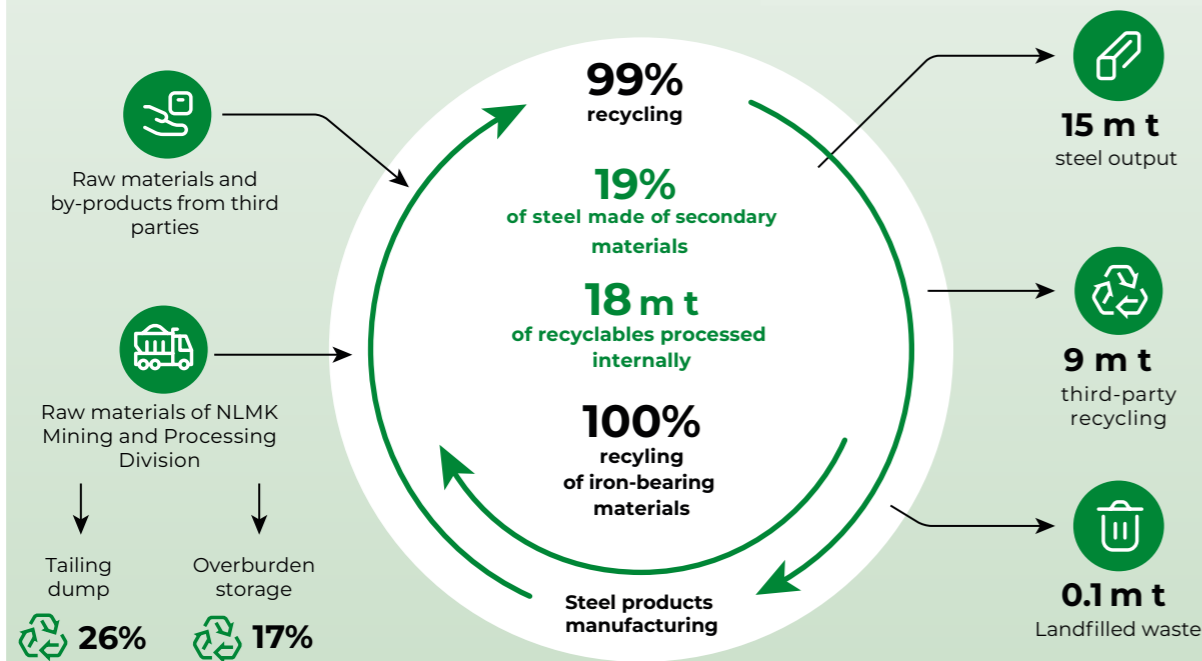 Raw materials and
by-products from third
parties
Raw materials of NLMK
Mining and Processing
Division
Tailing
dump
26%
Overburden
storage
17%
99%
recycling
19%
of steel made of secondary
materials
18 m t
of recyclables processed
internally
100%
recyling
of iron-bearing
materials
Steel products
manufacturing
15 m t
steel output
9 m t
third-party
recycling
0.1 m t
Landfilled waste